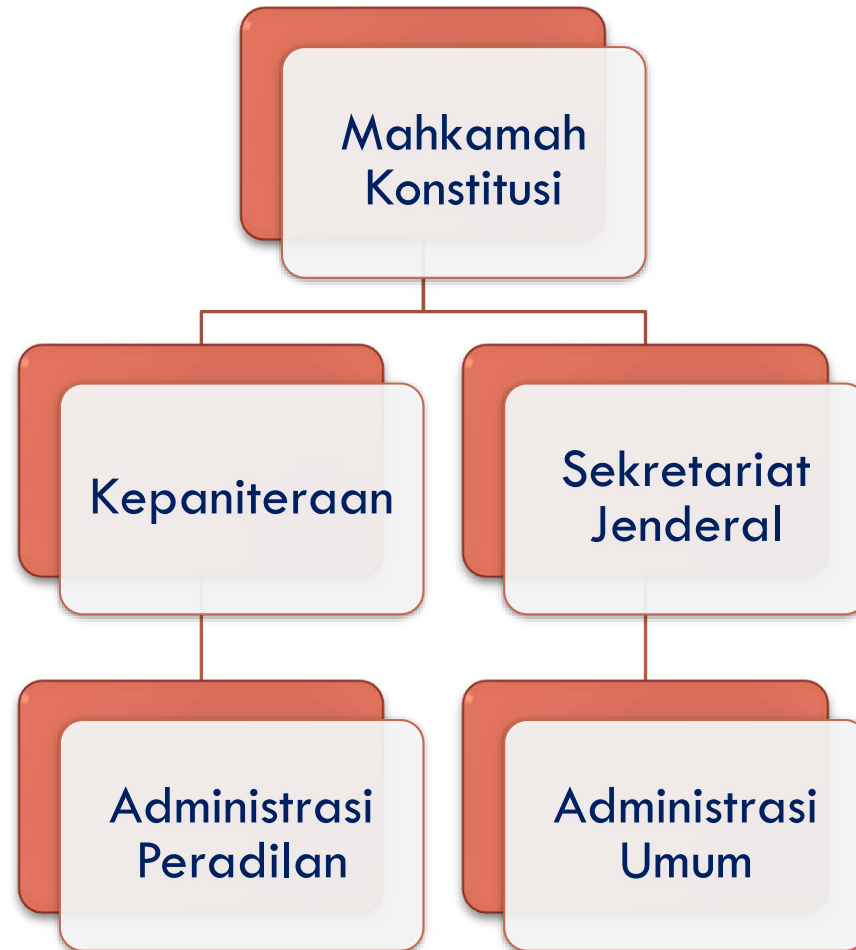 Mahkamah
Konstitusi
Kepaniteraan
Sekretariat
Jenderal
Administrasi
Peradilan
Administrasi
Umum